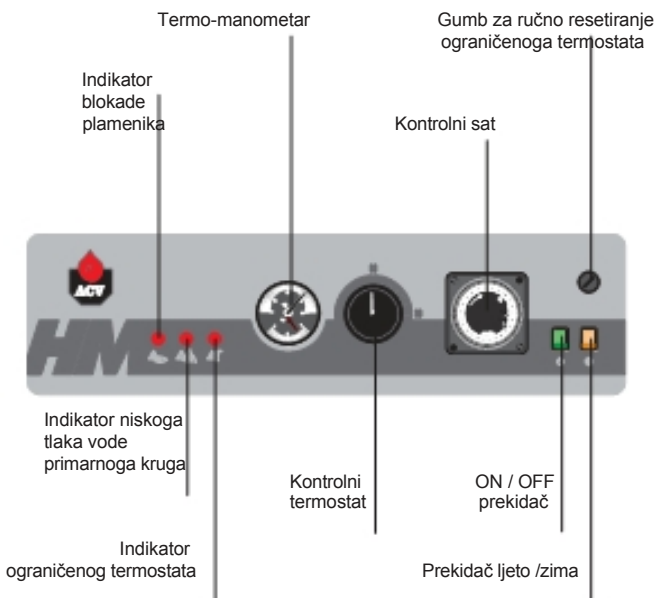 Termo-manometar
Gumb za ručno resetiranje
ograničenoga termostata
Indikator
blokade
plamenika
Kontrolni sat
ACV
HM
Indikator niskoga
tlaka vode
primarnoga kruga
Kontrolni
termostat
ON / OFF
prekidač
Indikator
ograničenog termostata
Prekidač ljeto /zima